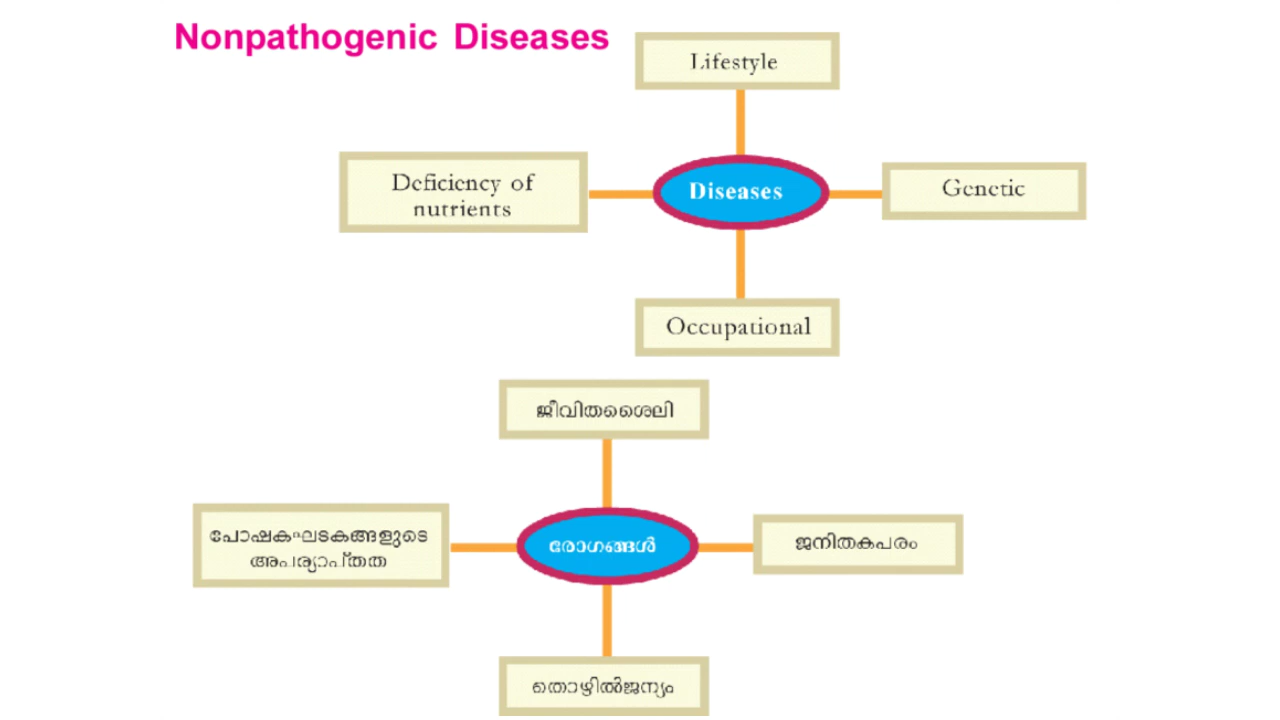 Nonpathogenic Diseases
Lifestyle
Deficiency of
nutrients
Diseases
Genetic
Occupational
ജീവിതശൈലി
പോഷകഘടകങ്ങളുടെ
അപര്യാപ്തത
രോഗങ്ങൾ
ജനിതകപരം
തൊഴിൽജന്യം